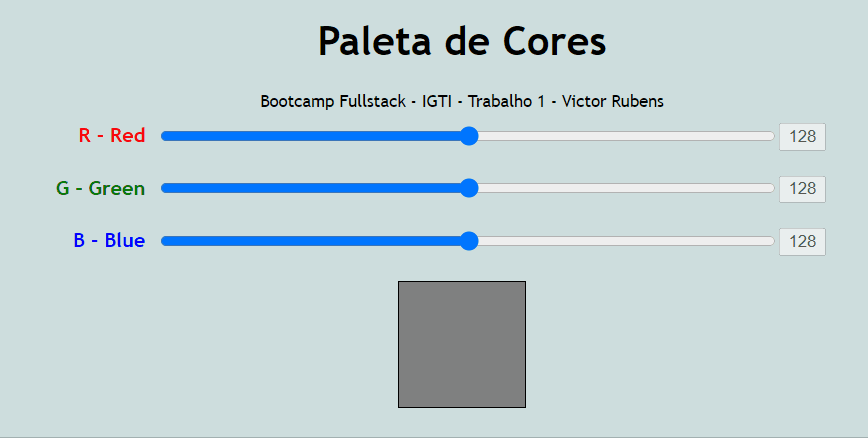 Paleta de Cores
Bootcamp Fullstack - IGTI - Trabalho 1 - Victor Rubens
R - Red 128
G - Green 128
B - Blue 128